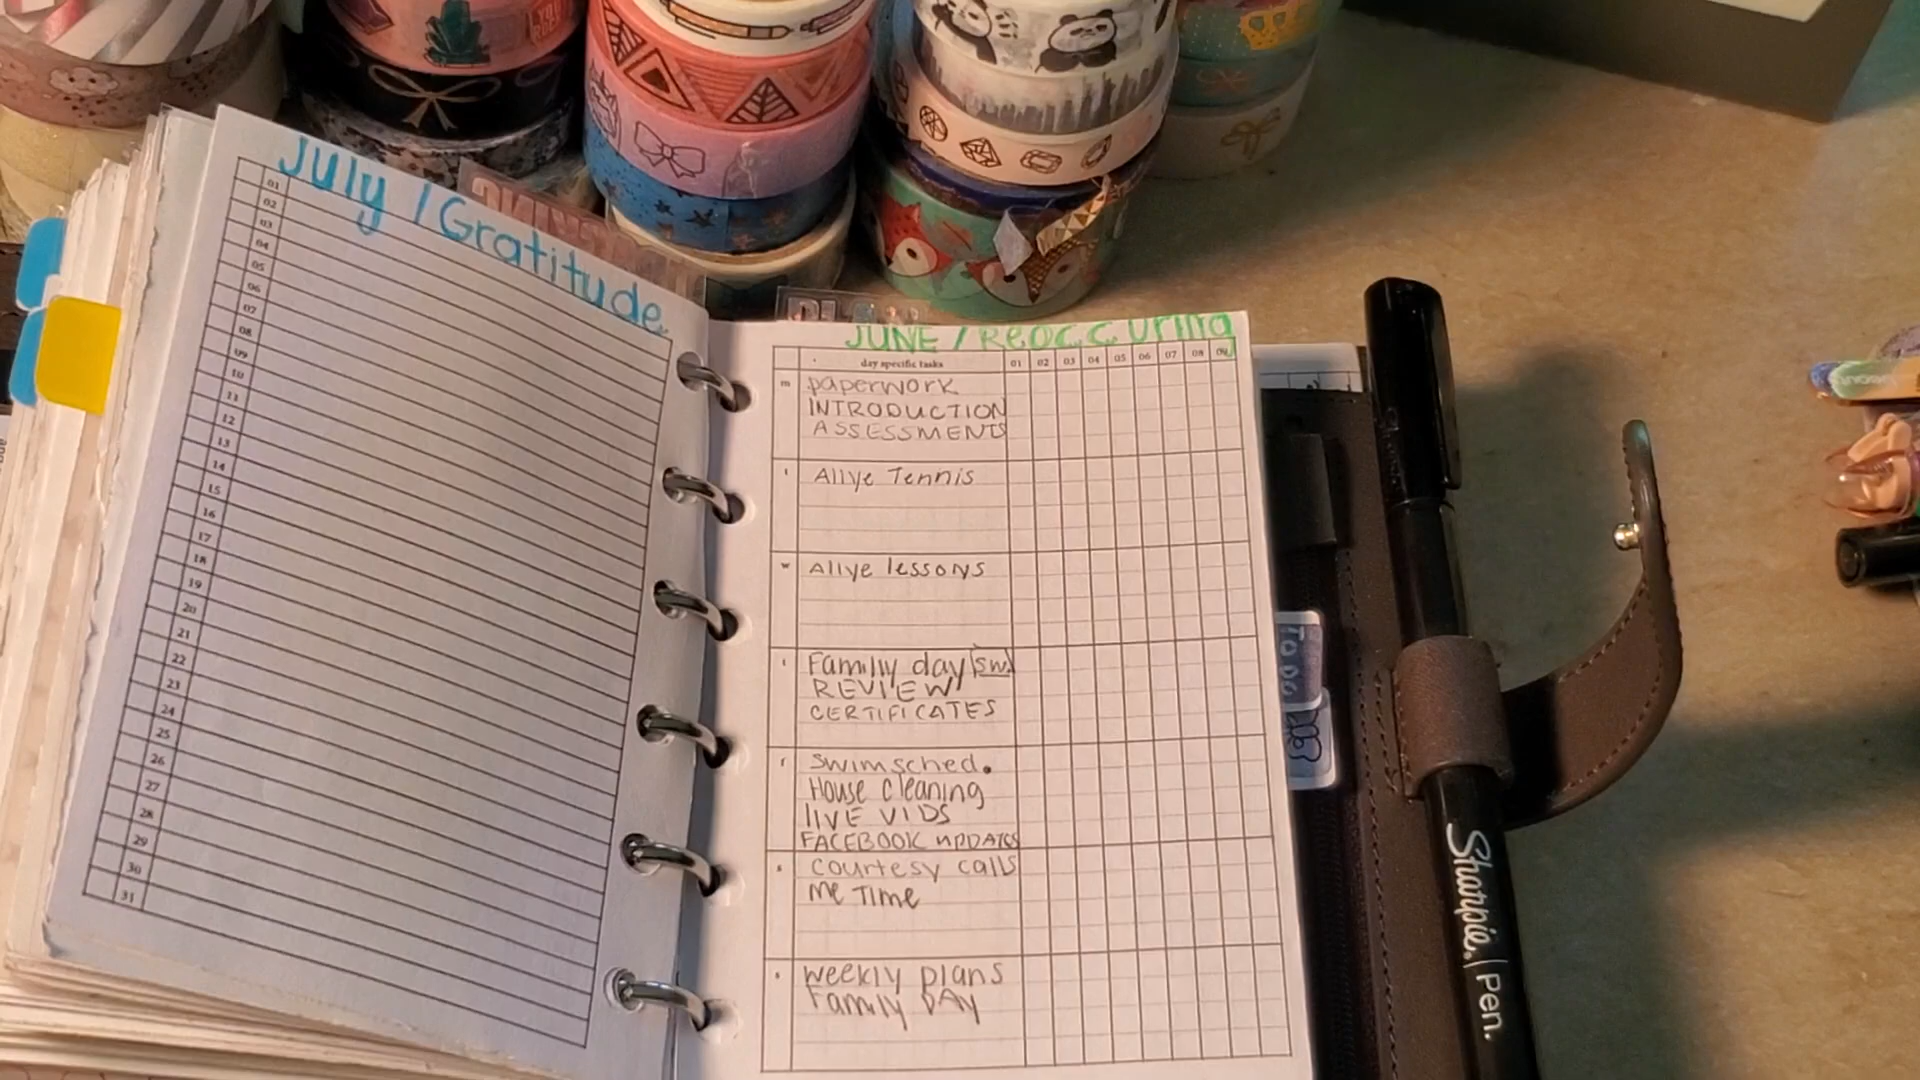 July / Gratitude
01
02
03
04
05
06
07
08
09
10
11
12
13
14
15
16
17
18
19
20
21
22
23
24
25
26
27
28
29
30
31
JUNE / ReOCCUring
day specific tasks 01 02 03 04 05 06 07 08 09
m paperwork
INTRODUCTION
ASSESSMENTS
Allye Tennis
w Allye lessons
Family day SW
REVIEW
CERTIFICATES
f Swimsched.
House cleaning
lIVE VIDS
FACEBOOK UPDATES
s courtesy calls
me Time
s weekly plans
Family DAy
To DO
Sharpie. | Pen.